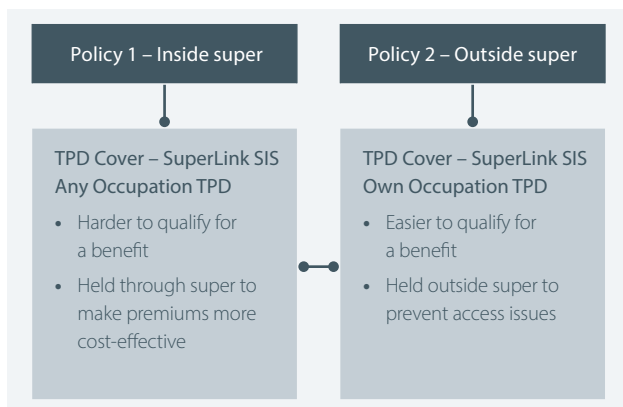 Policy 1 – Inside super
TPD Cover – SuperLink SIS
Any Occupation TPD
• Harder to qualify for
a benefit
• Held through super to
make premiums more
cost-effective
Policy 2 – Outside super
TPD Cover – SuperLink SIS
Own Occupation TPD
• Easier to qualify for
a benefit
• Held outside super to
prevent access issues